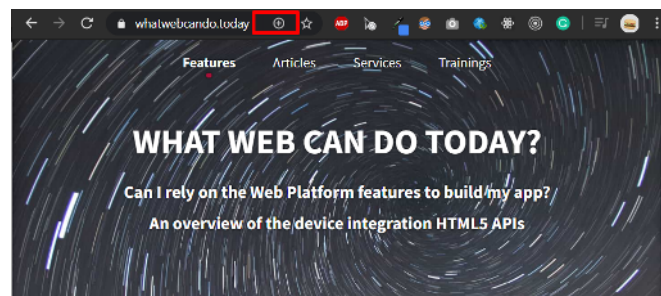 whatwebcando.today
ABP
Features Articles Services Trainings
WHAT WEB CAN DO TODAY?
Can I rely on the Web Platform features to build my app?
An overview of the device integration HTML5 APIs